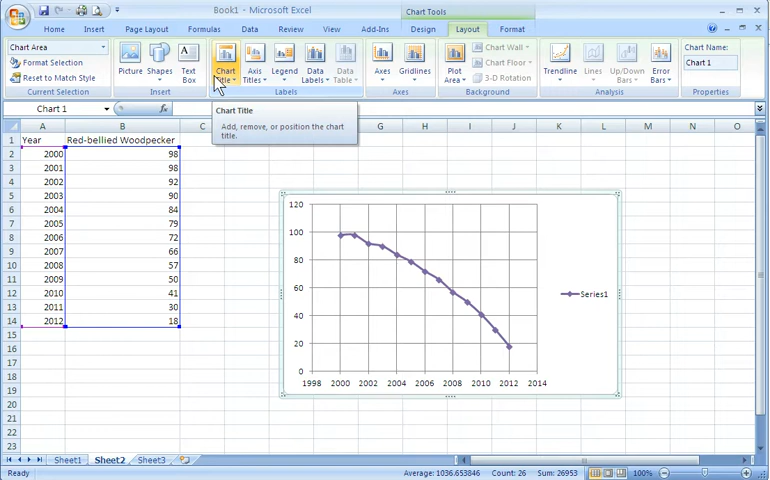 Book1 - Microsoft Excel
Chart Tools
Home Insert Page Layout Formulas Data Review View Add-Ins Design Layout Format
Chart Area
Format Selection
Reset to Match Style
Current Selection
Picture
Shapes
Text
Box
Insert
Chart
Title
Axis
Titles
Legend
Data
Labels
Data
Table
Labels
Axes
Gridlines
Axes
Plot
Area
Chart Wall
Chart Floor
3-D Rotation
Background
Trendline
Lines
Up/Down
Bars
Error
Bars
Analysis
Chart Name:
Chart 1
Properties
Chart 1
fx
Chart Title
Add, remove, or position the chart
title.
A B C D G H I J K L M N O
1 Year Red-bellied Woodpecker
2 2000 98
3 2001 98
4 2002 92
5 2003 90
6 2004 84
7 2005 79
8 2006 72
9 2007 66
10 2008 57
11 2009 50
12 2010 41
13 2011 30
14 2012 18
15
16
17
18
19
20
21
22
23
120
100
80
60
40
20
0
1998 2000 2002 2004 2006 2008 2010 2012 2014
Series1
Sheet1 Sheet2 Sheet3
Ready
Average: 1036.653846 Count: 26 Sum: 26953
100%